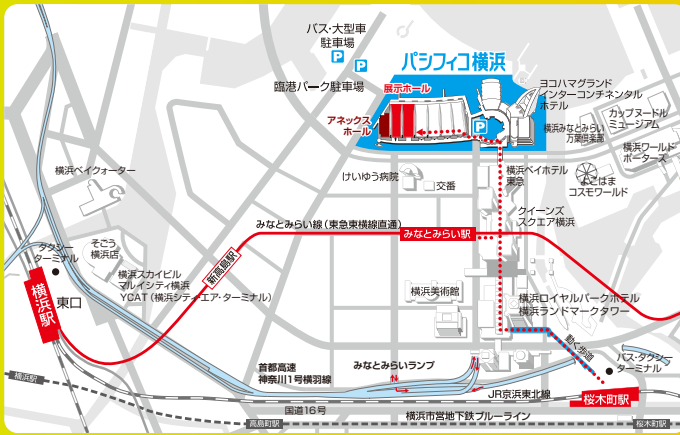 バス・大型車
駐車場
P
P
臨港パーク駐車場
パシフィコ横浜
展示ホール
アネックス
ホール
P
ヨコハマグランド
インターコンチネンタル
ホテル
カップヌードル
ミュージアム
横浜みなとみらい
万葉倶楽部
横浜ワールド
ポーターズ
よこはま
コスモワールド
横浜ベイホテル
東急
けいゆう病院
交番
クイーンズ
スクエア横浜
横浜ベイクォーター
みなとみらい線(東急東横線直通)
みなとみらい駅
新高島駅
タクシー
ターミナル
そごう
横浜店
横浜スカイビル
マルイシティ横浜
YCAT(横浜シティ・エア・ターミナル)
横浜駅
東口
横浜美術館
横浜ロイヤルパークホテル
横浜ランドマークタワー
動く歩道
バス・タクシー
ターミナル
首都高速
神奈川1号横羽線
みなとみらいランプ
JR京浜東北線
桜木町駅
横浜駅
国道16号
高島町駅
横浜市営地下鉄ブルーライン
桜木町駅